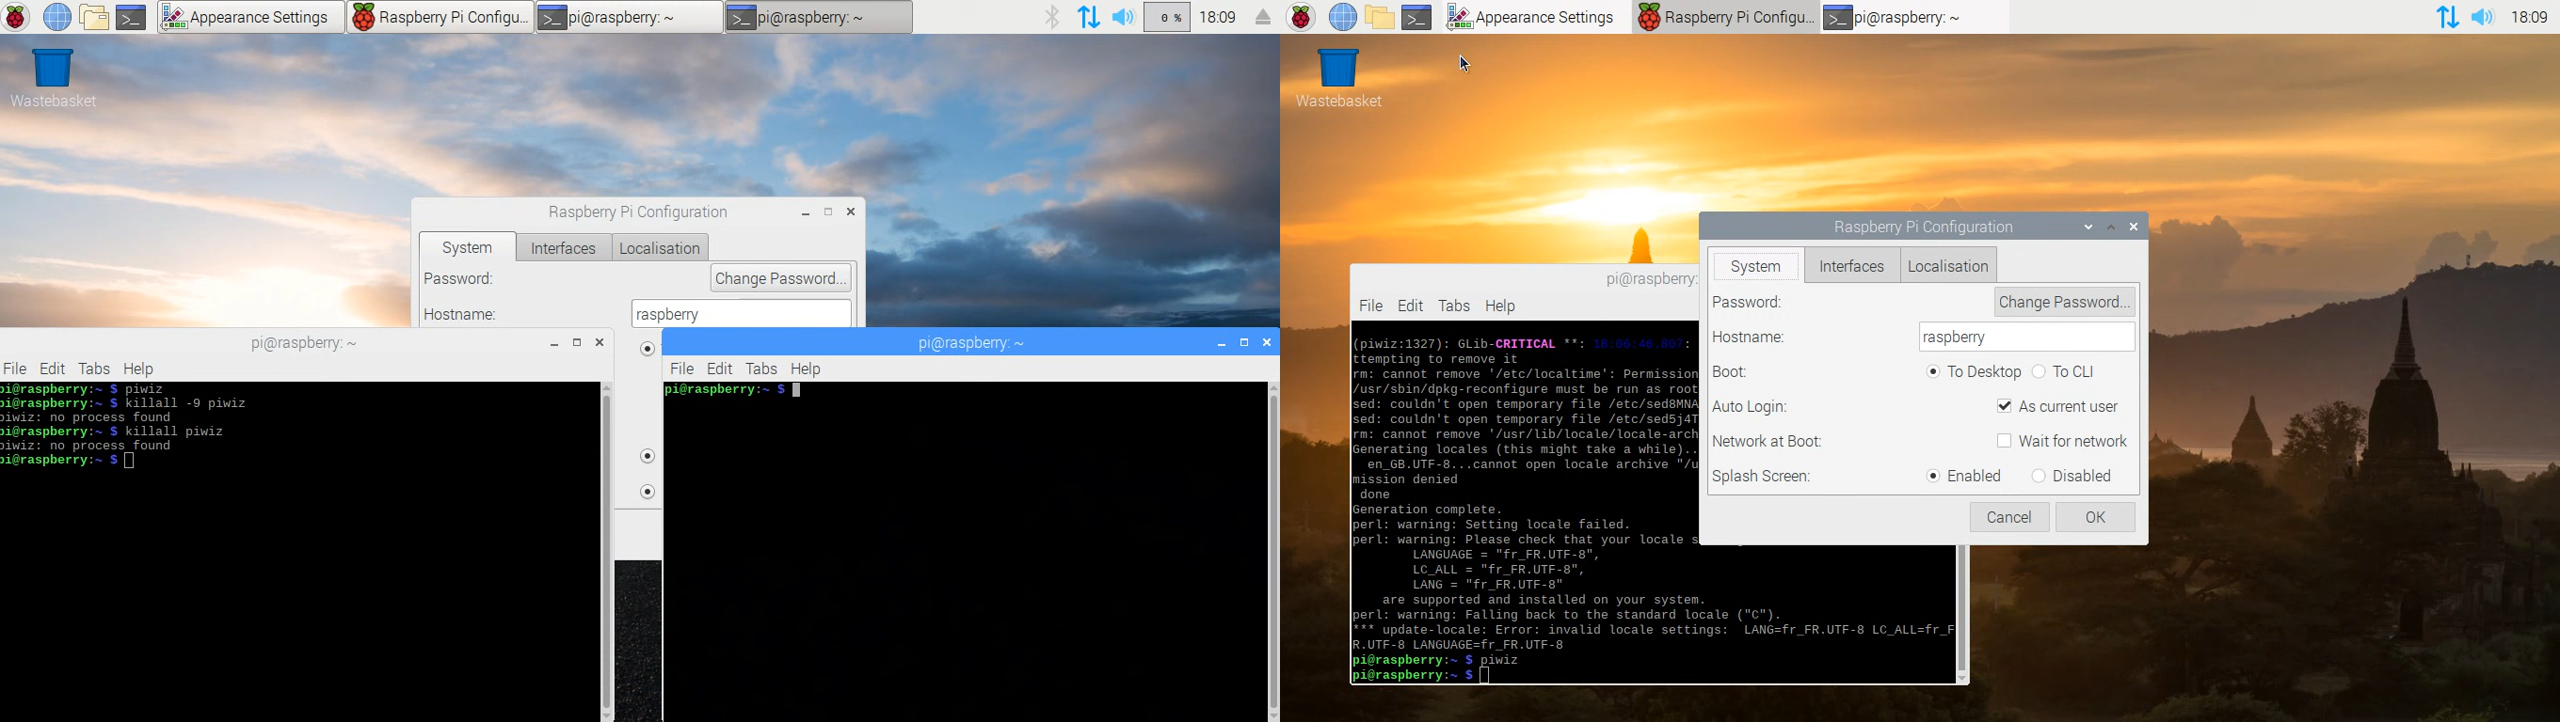 Appearance Settings
Raspberry Pi Configu...
pi@raspberry: ~
pi@raspberry: ~
0 %
18:09
Wastebasket
Raspberry Pi Configuration
System
Interfaces
Localisation
Password:
Change Password...
Hostname:
raspberry
pi@raspberry: ~
File Edit Tabs Help
pi@raspberry:~ $ piwiz
pi@raspberry:~ $ killall -9 piwiz
piwiz: no process found
pi@raspberry:~ $ killall piwiz
piwiz: no process found
pi@raspberry:~ $
pi@raspberry: ~
File Edit Tabs Help
pi@raspberry:~ $
Appearance Settings
Raspberry Pi Configu...
pi@raspberry: ~
18:09
Wastebasket
pi@raspberry:
File Edit Tabs Help
(piwiz:1327): GLib-CRITICAL **: 18:06:46.807:
ttempting to remove it
rm: cannot remove '/etc/localtime': Permission
/usr/sbin/dpkg-reconfigure must be run as root
sed: couldn't open temporary file /etc/sed8MNA
sed: couldn't open temporary file /etc/sed5j4T
rm: cannot remove '/usr/lib/locale/locale-arch
Generating locales (this might take a while)..
en_GB.UTF-8...cannot open locale archive "/u
mission denied
done
Generation complete.
perl: warning: Setting locale failed.
perl: warning: Please check that your locale s
LANGUAGE = "fr_FR.UTF-8",
LC_ALL = "fr_FR.UTF-8",
LANG = "fr_FR.UTF-8"
are supported and installed on your system.
perl: warning: Falling back to the standard locale ("C").
*** update-locale: Error: invalid locale settings:  LANG=fr_FR.UTF-8 LC_ALL=fr_F
R.UTF-8 LANGUAGE=fr_FR.UTF-8
pi@raspberry:~ $ piwiz
pi@raspberry:~ $
Raspberry Pi Configuration
System
Interfaces
Localisation
Password:
Change Password...
Hostname:
raspberry
Boot:
To Desktop
To CLI
Auto Login:
As current user
Network at Boot:
Wait for network
Splash Screen:
Enabled
Disabled
Cancel
OK